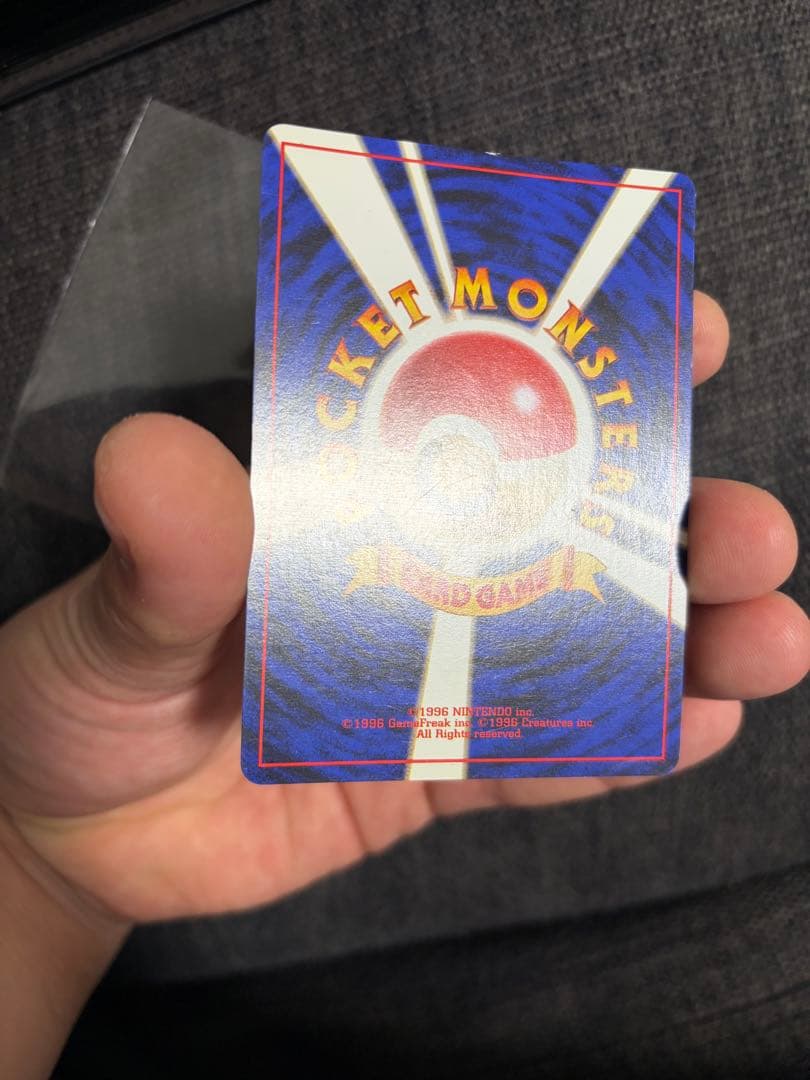 POCKET MONSTERS
CARD GAME
©1996 NINTENDO inc.
©1996 GameFreak inc. ©1996 Creatures inc.
All Rights reserved.